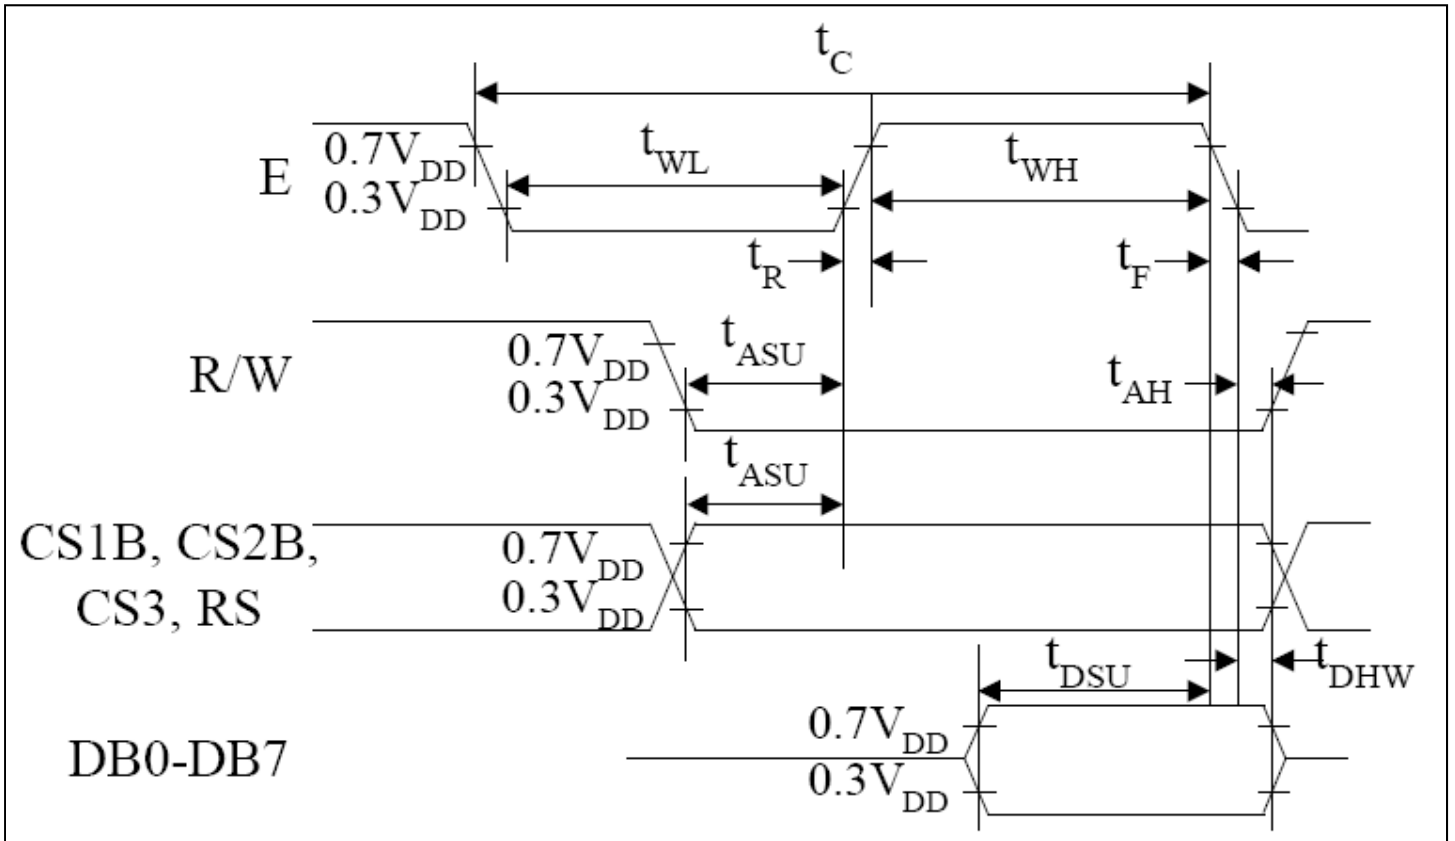 tC
E
0.7VDD
0.3VDD
tWL
tWH
tR
tF
R/W
0.7VDD
0.3VDD
tASU
tAH
tASU
CS1B, CS2B,
CS3, RS
0.7VDD
0.3VDD
tDSU
tDHW
DB0-DB7
0.7VDD
0.3VDD